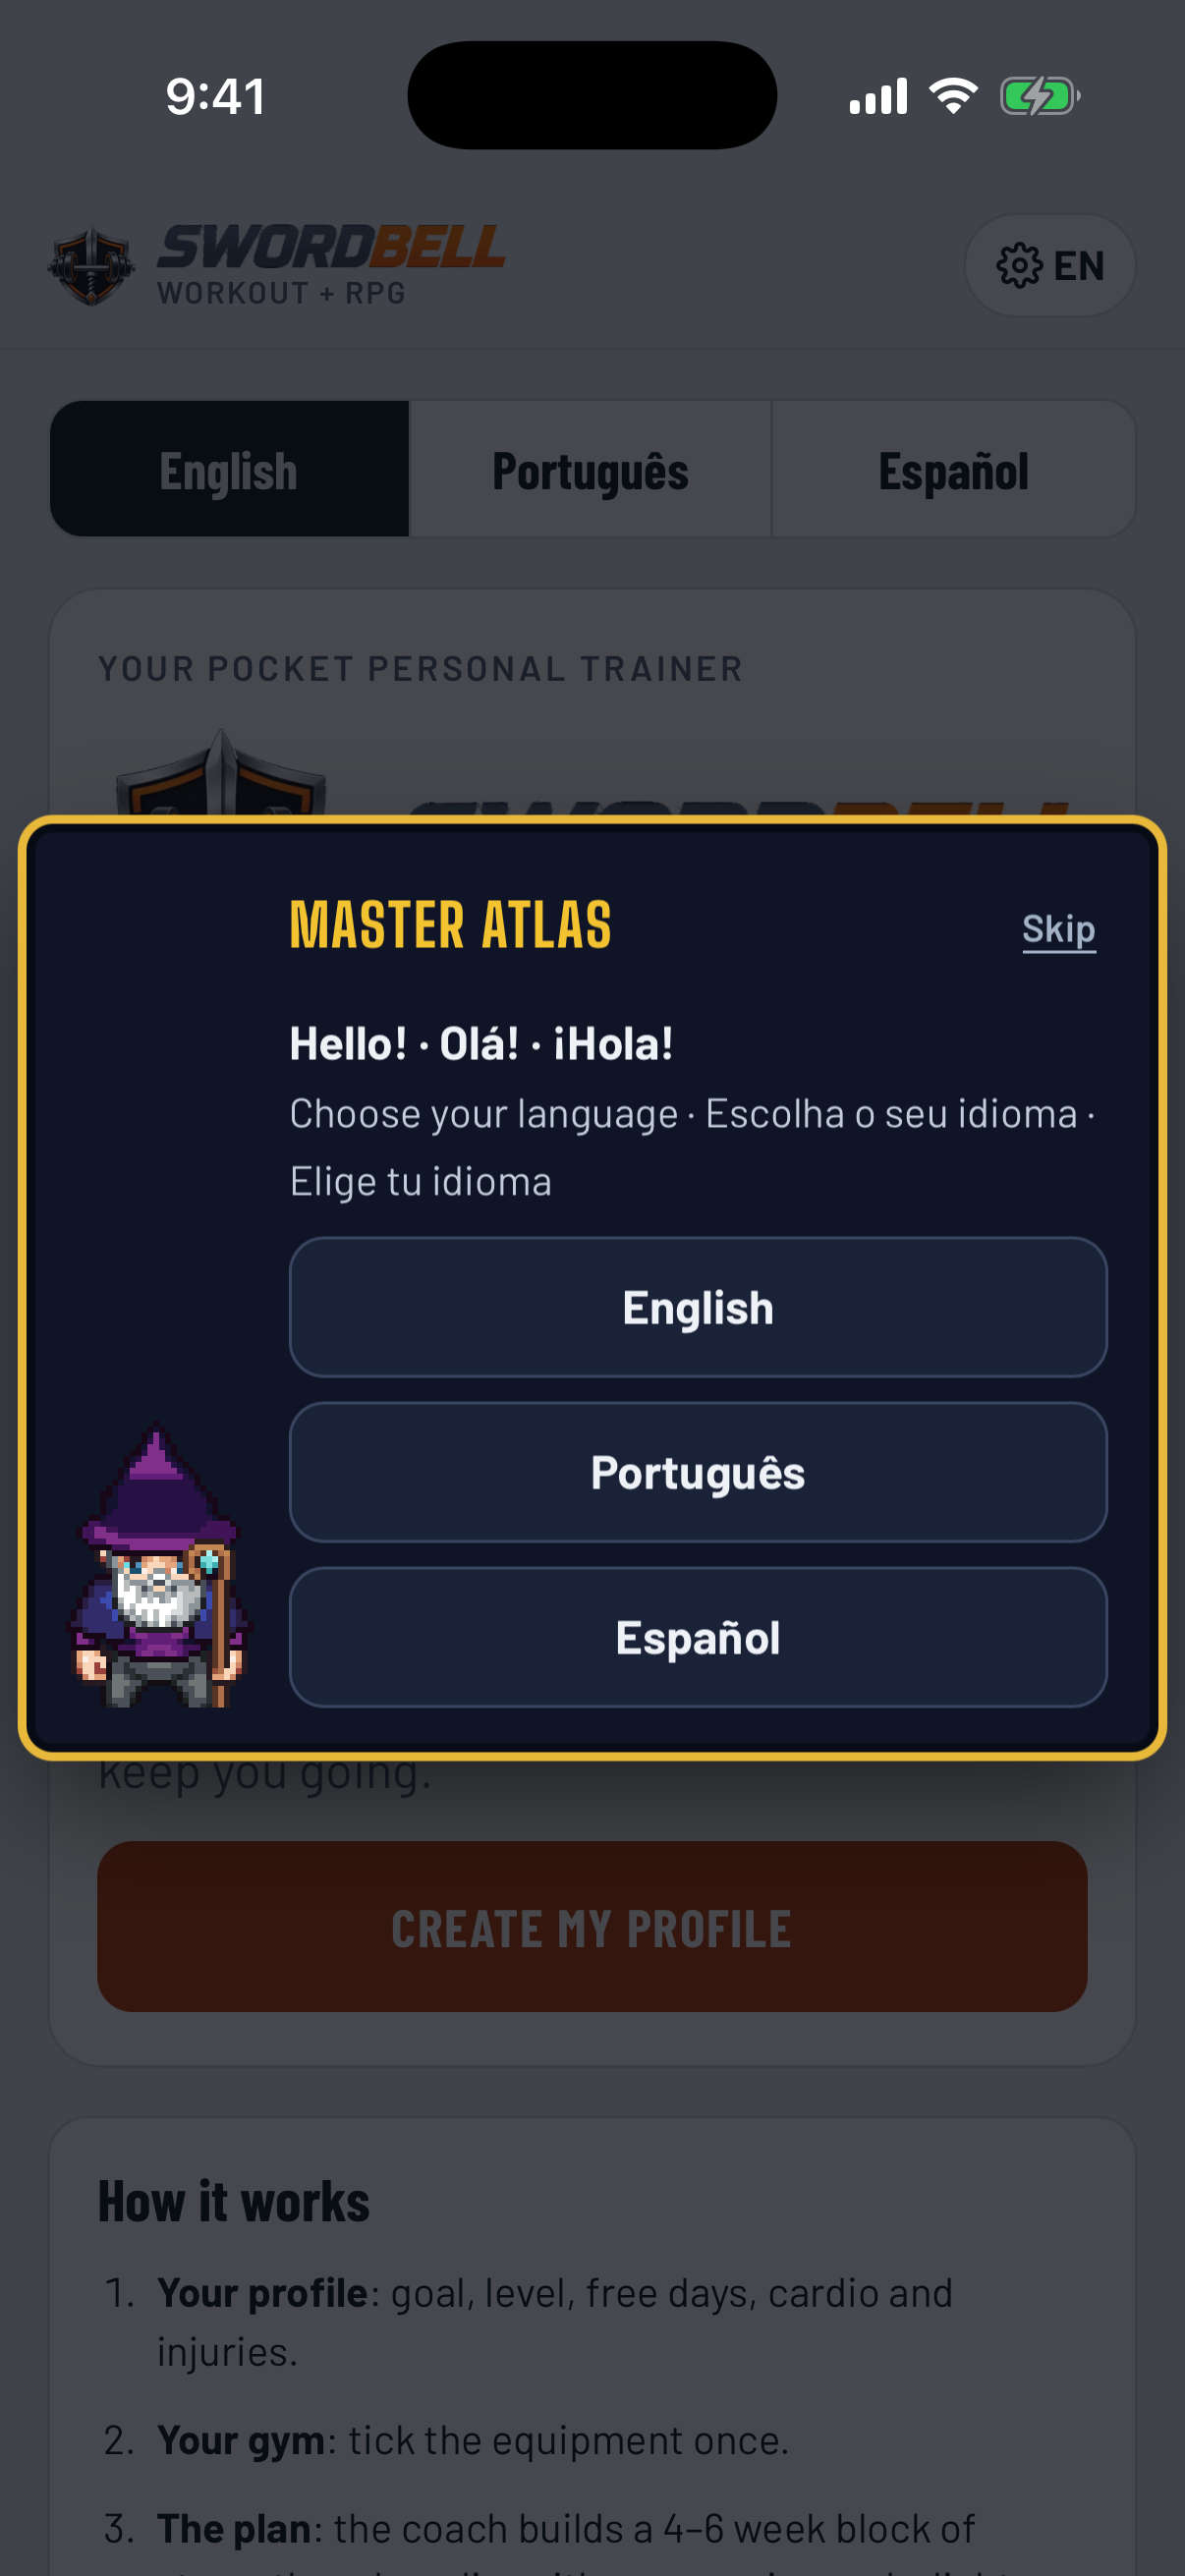 9:41
SWORDBELL
WORKOUT + RPG
EN
English
Português
Español
YOUR POCKET PERSONAL TRAINER
MASTER ATLAS
Skip
Hello! · Olá! · ¡Hola!
Choose your language · Escolha o seu idioma ·
Elige tu idioma
English
Português
Español
keep you going.
CREATE MY PROFILE
How it works
1. Your profile: goal, level, free days, cardio and
injuries.
2. Your gym: tick the equipment once.
3. The plan: the coach builds a 4–6 week block of